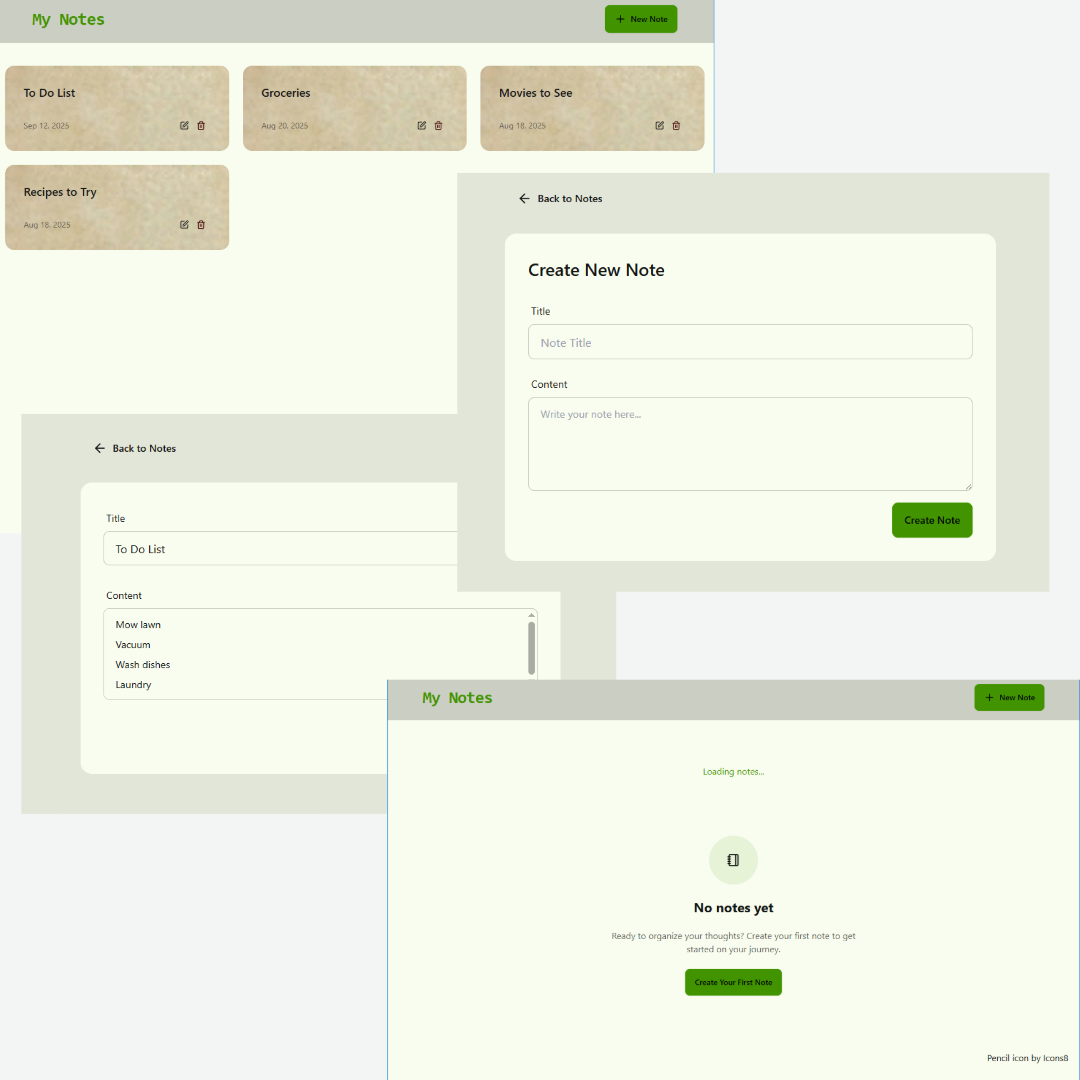 My Notes
New Note
To Do List
Sep 12, 2025
Groceries
Aug 20, 2025
Movies to See
Aug 18, 2025
Recipes to Try
Aug 18, 2025
Back to Notes
Create New Note
Title
Note Title
Content
Write your note here...
Create Note
Back to Notes
Title
To Do List
Content
Mow lawn
Vacuum
Wash dishes
Laundry
My Notes
New Note
Loading notes...
No notes yet
Ready to organize your thoughts? Create your first note to get
started on your journey.
Create Your First Note
Pencil icon by Icons8